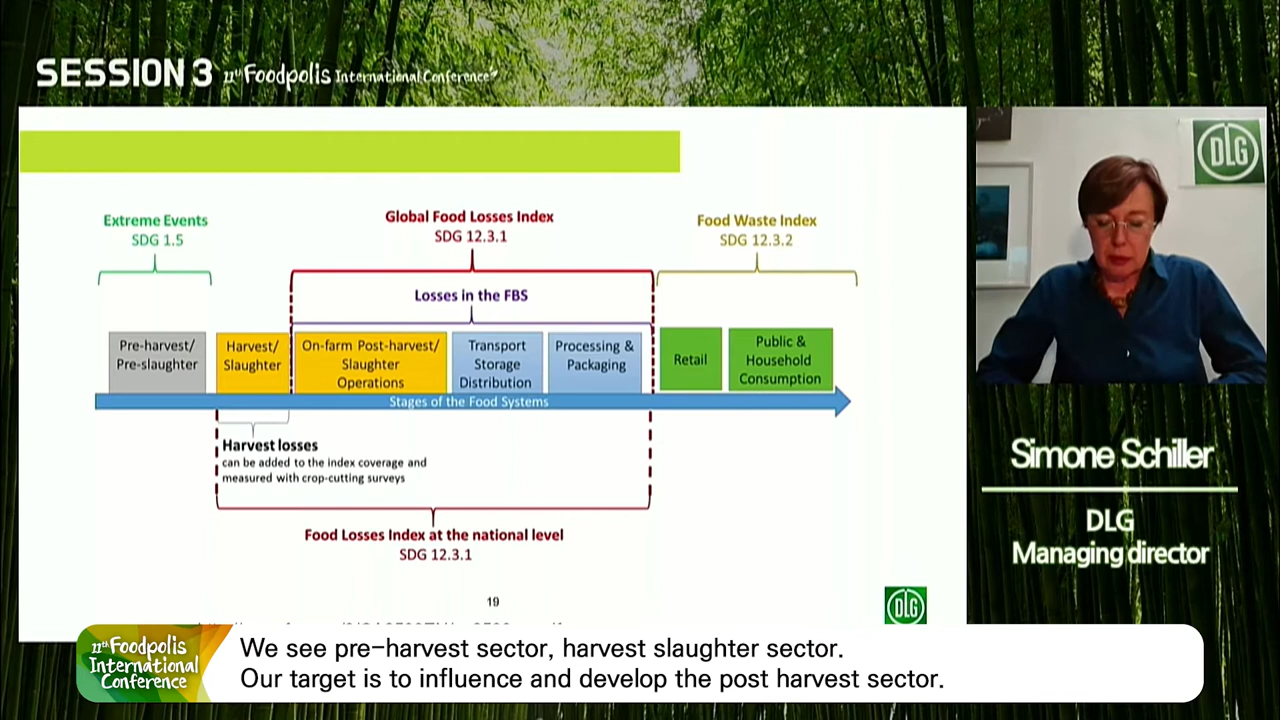 SESSION 3 11th Foodpolis International Conference
Extreme Events
SDG 1.5
Global Food Losses Index
SDG 12.3.1
Food Waste Index
SDG 12.3.2
Losses in the FBS
Pre-harvest/
Pre-slaughter
Harvest/
Slaughter
On-farm Post-harvest/
Slaughter
Operations
Transport
Storage
Distribution
Processing &
Packaging
Retail
Public &
Household
Consumption
Stages of the Food Systems
Harvest losses
can be added to the index coverage and
measured with crop-cutting surveys
Food Losses Index at the national level
SDG 12.3.1
19
DLG
DLG
Simone Schiller
DLG
Managing director
11th Foodpolis
International
Conference
We see pre-harvest sector, harvest slaughter sector.
Our target is to influence and develop the post harvest sector.